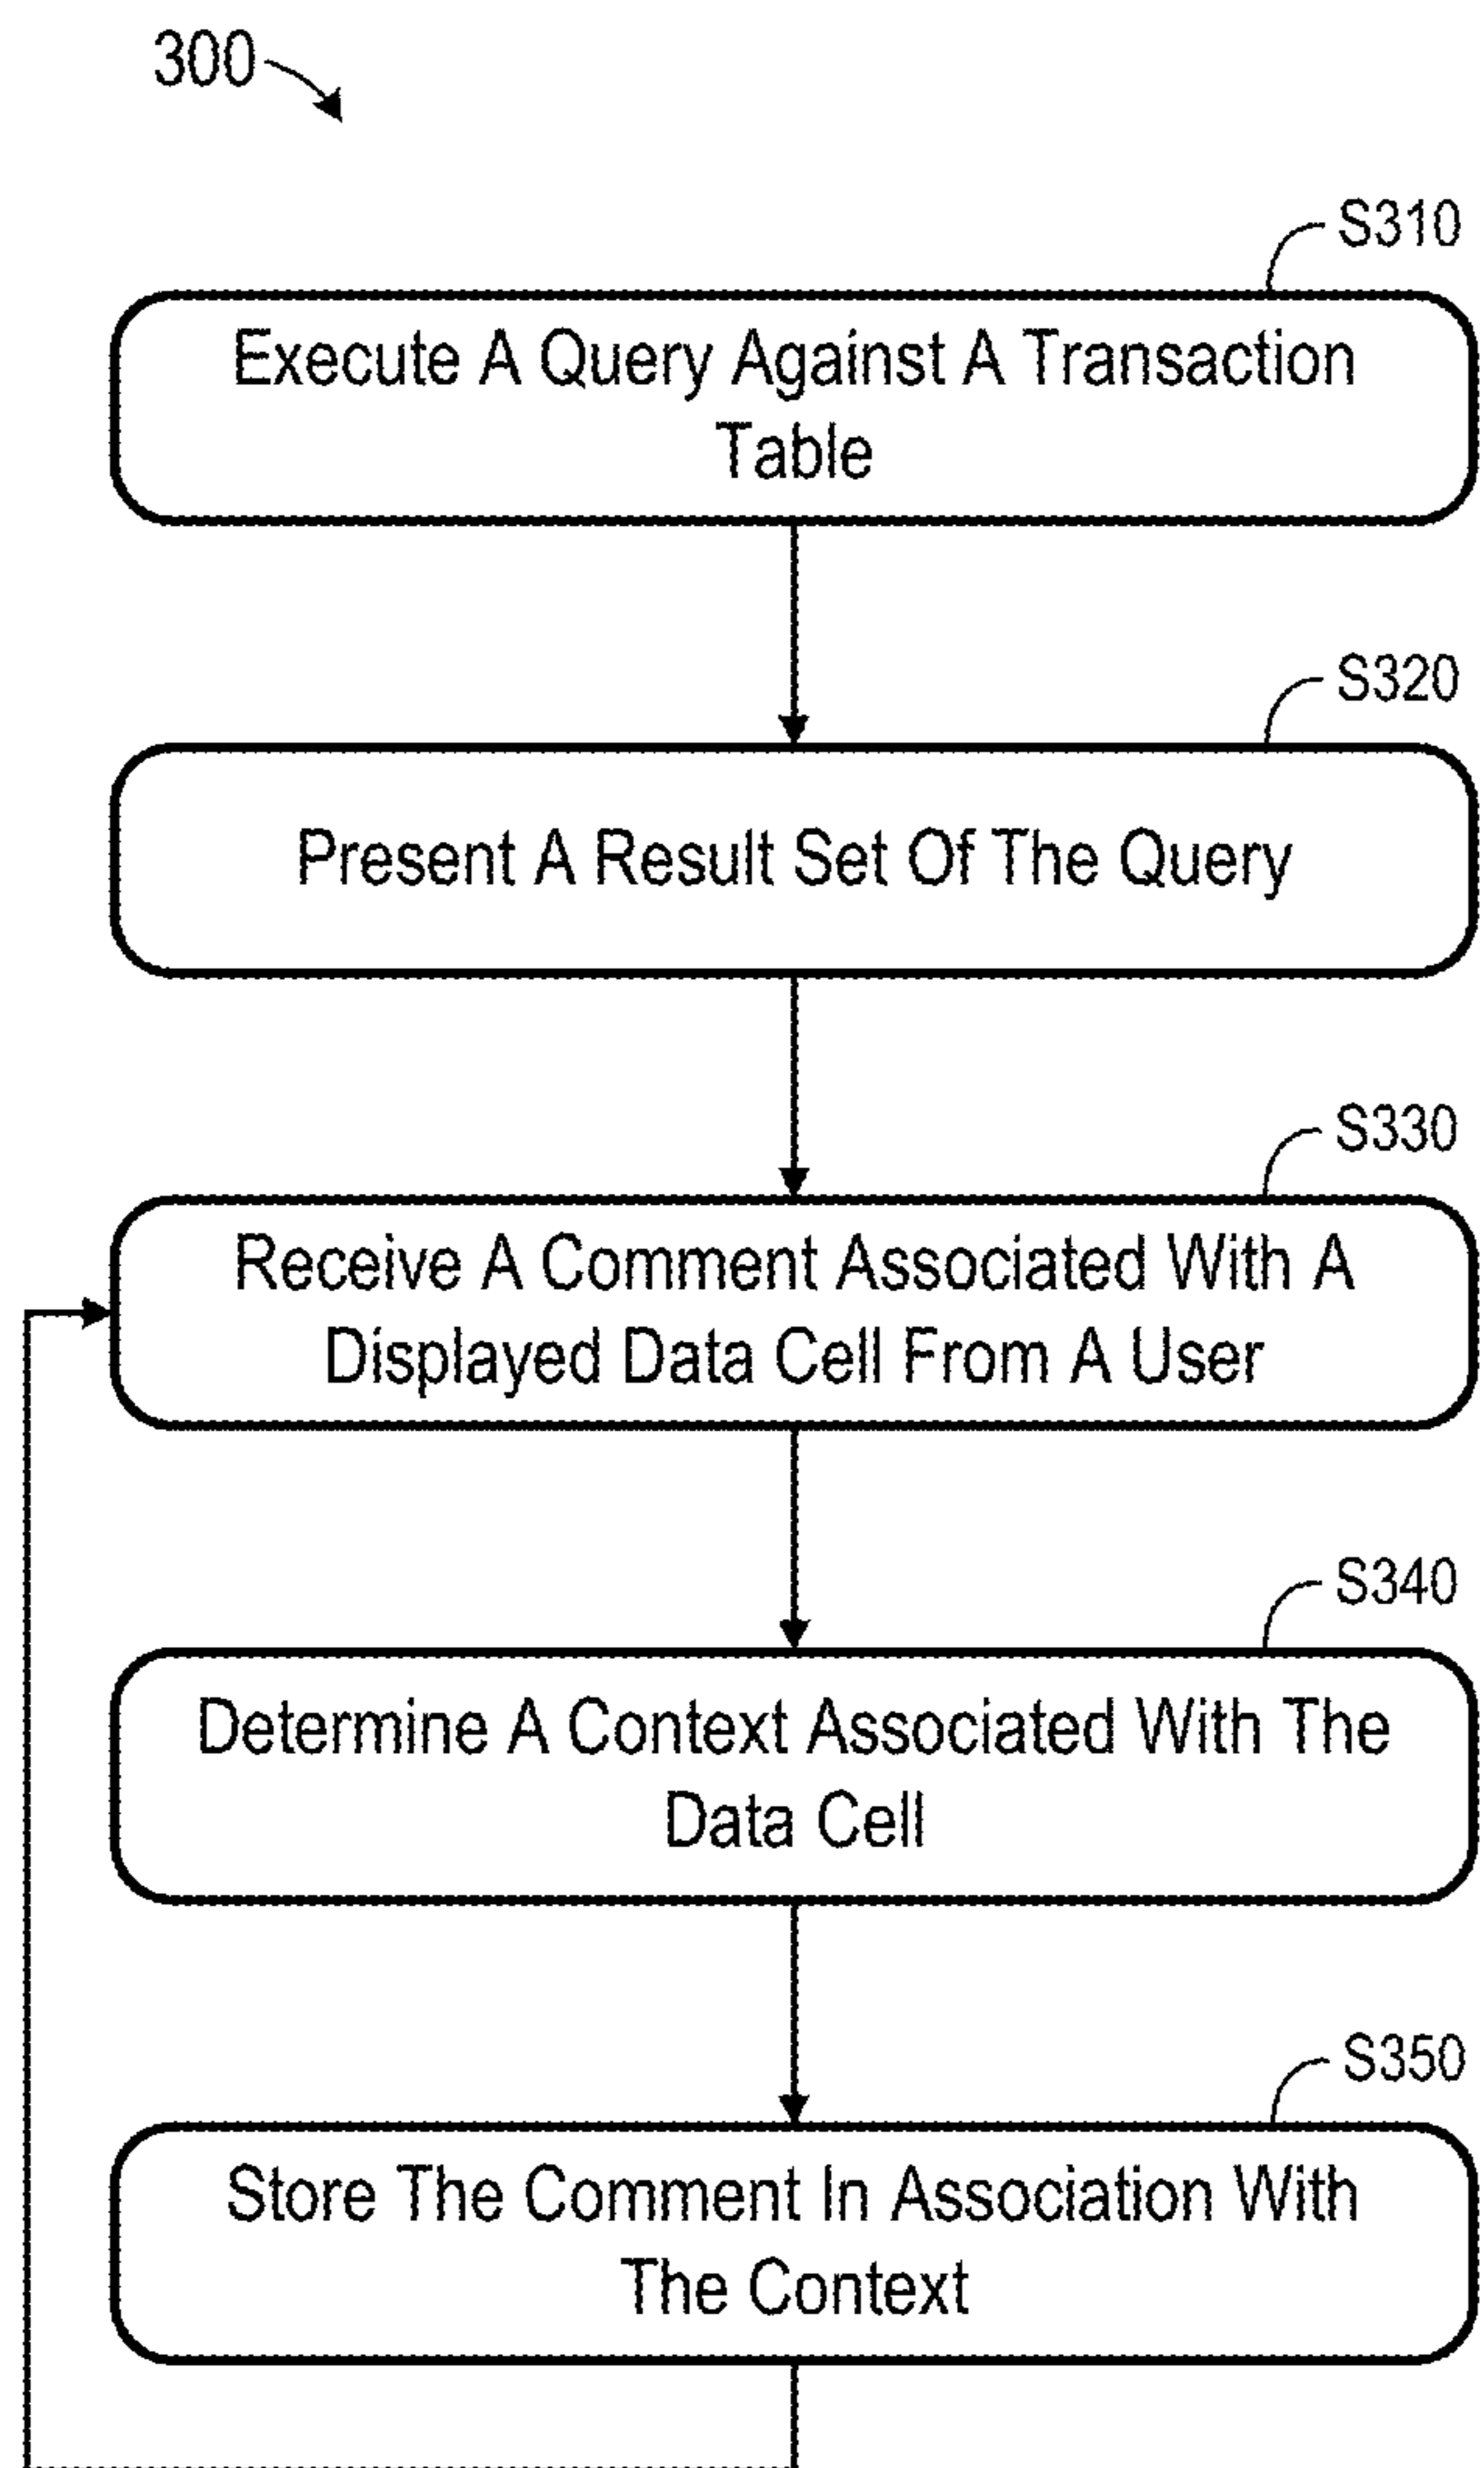 300
S310
Execute A Query Against A Transaction
Table
S320
Present A Result Set Of The Query
S330
Receive A Comment Associated With A
Displayed Data Cell From A User
S340
Determine A Context Associated With The
Data Cell
S350
Store The Comment In Association With
The Context